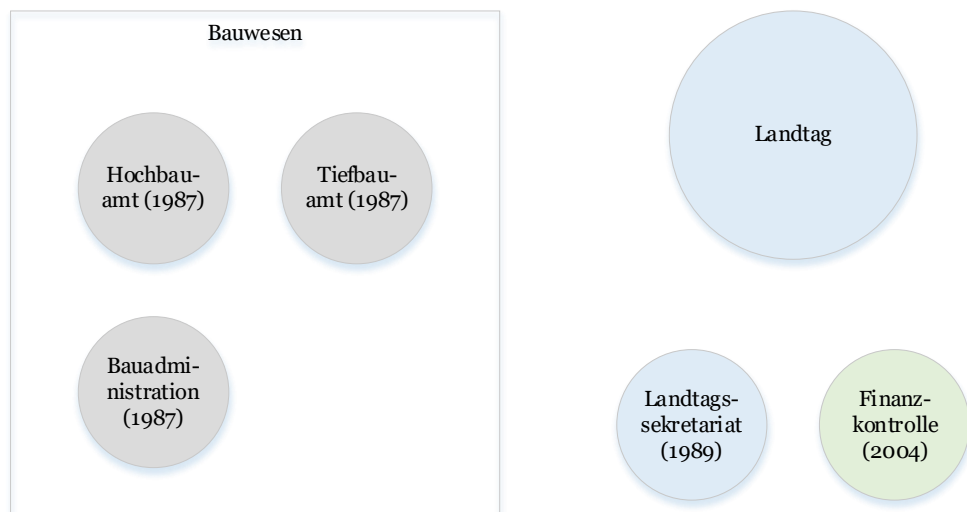 Bauwesen
Hochbau-
amt (1987)
Tiefbau-
amt (1987)
Bauadmi-
nistration
(1987)
Landtag
Landtags-
sekretariat
(1989)
Finanz-
kontrolle
(2004)